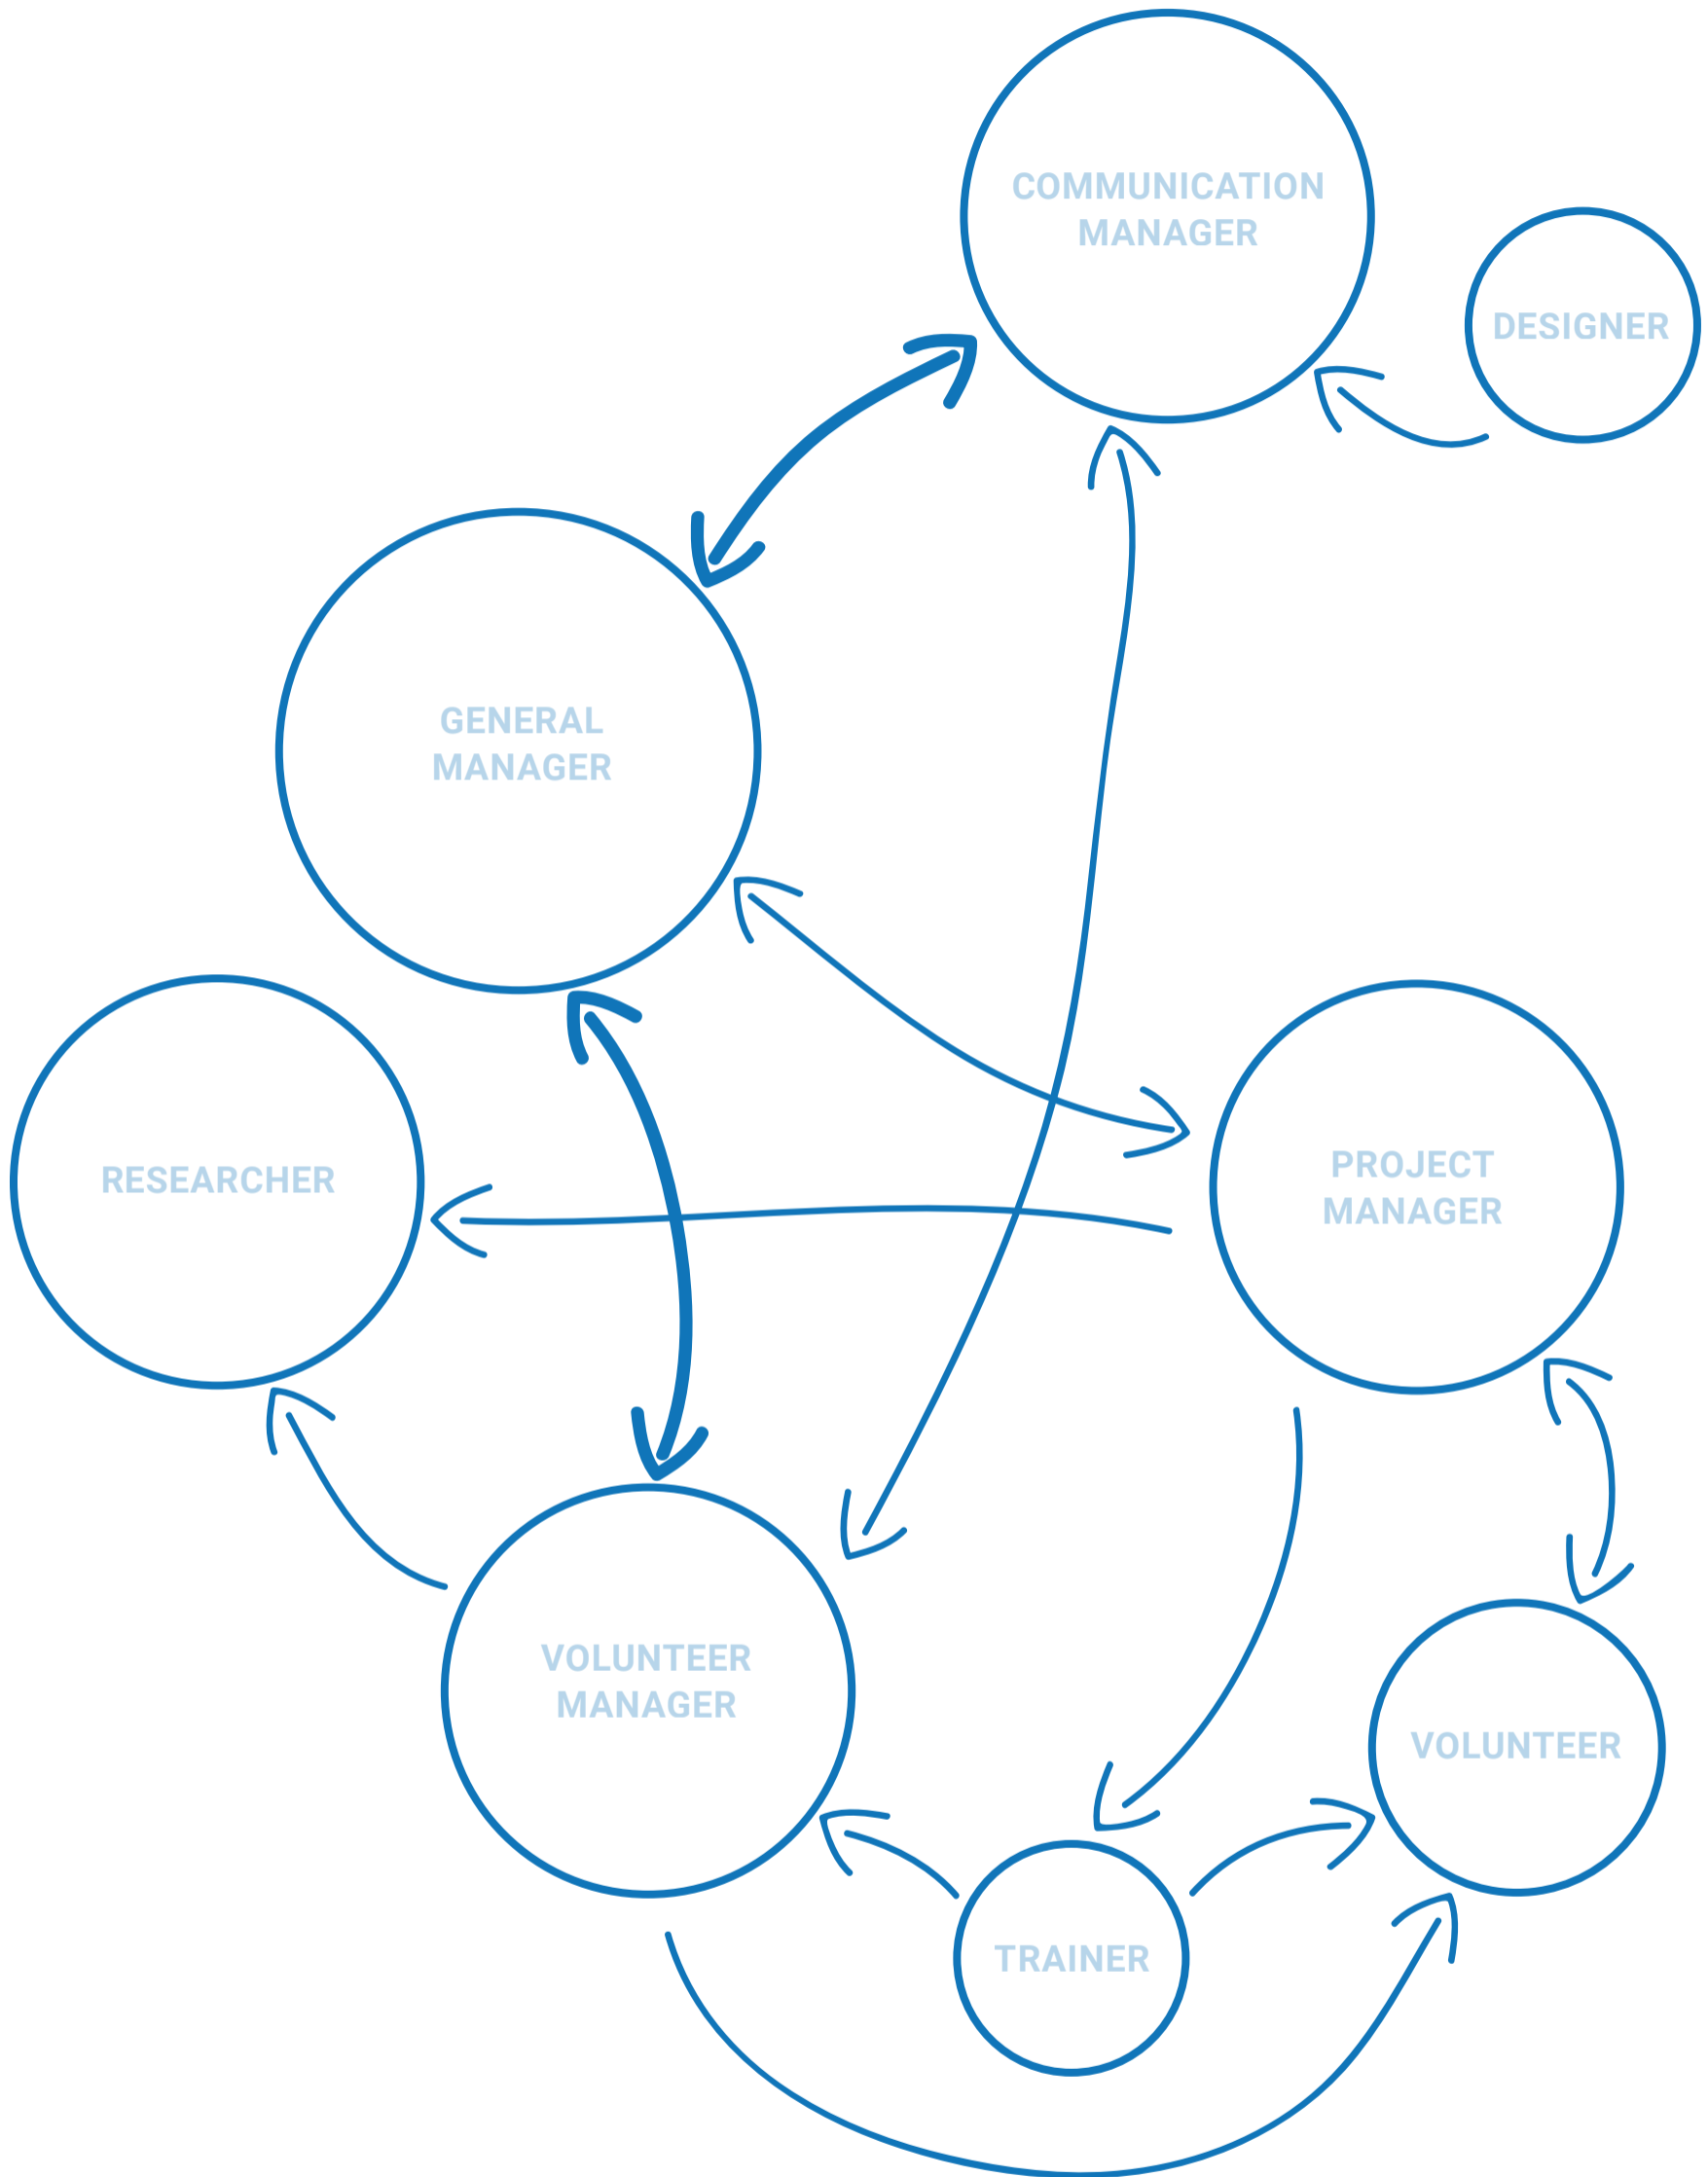 COMMUNICATION
MANAGER
DESIGNER
GENERAL
MANAGER
RESEARCHER
PROJECT
MANAGER
VOLUNTEER
MANAGER
VOLUNTEER
TRAINER